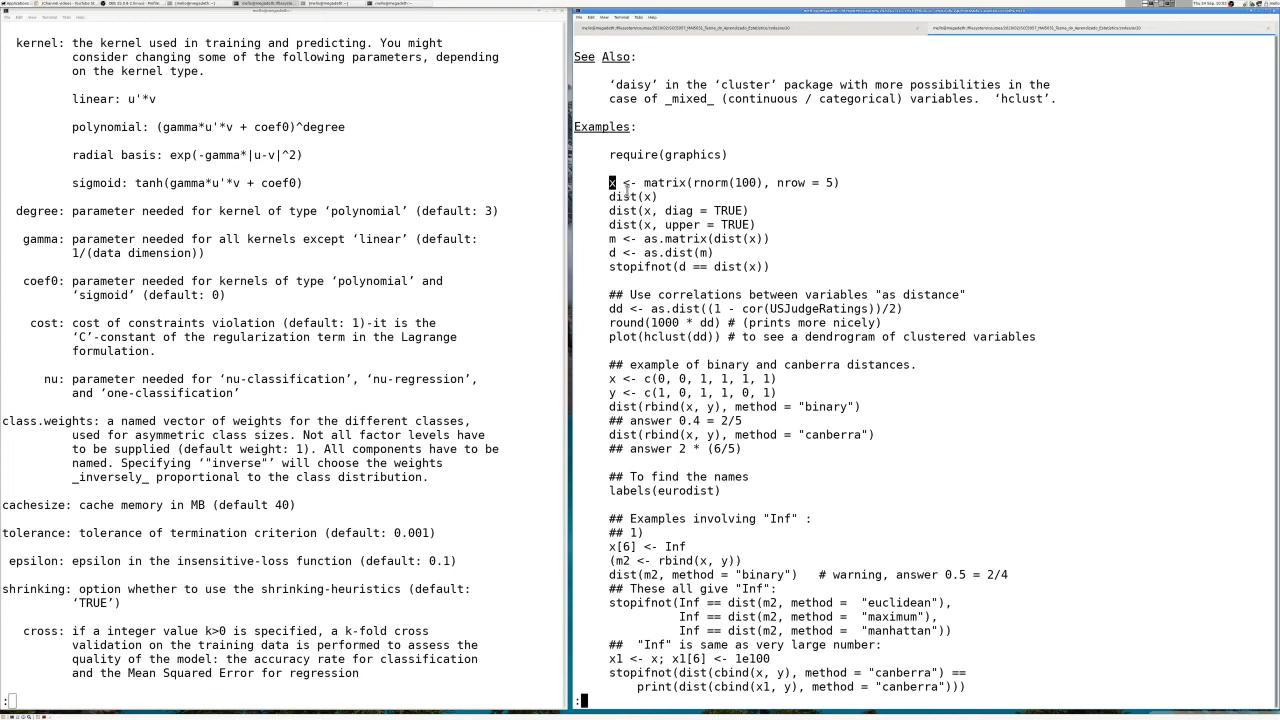 File Edit View Terminal Tabs Help
kernel: the kernel used in training and predicting. You might
consider changing some of the following parameters, depending
on the kernel type.
linear: u'*v
polynomial: (gamma*u'*v + coef0)^degree
radial basis: exp(-gamma*|u-v|^2)
sigmoid: tanh(gamma*u'*v + coef0)
degree: parameter needed for kernel of type ‘polynomial’ (default: 3)
gamma: parameter needed for all kernels except ‘linear’ (default:
1/(data dimension))
coef0: parameter needed for kernels of type ‘polynomial’ and
‘sigmoid’ (default: 0)
cost: cost of constraints violation (default: 1)-it is the
‘C’-constant of the regularization term in the Lagrange
formulation.
nu: parameter needed for ‘nu-classification’, ‘nu-regression’,
and ‘one-classification’
class.weights: a named vector of weights for the different classes,
used for asymmetric class sizes. Not all factor levels have
to be supplied (default weight: 1). All components have to be
named. Specifying ‘"inverse"’ will choose the weights
_inversely_ proportional to the class distribution.
cachesize: cache memory in MB (default 40)
tolerance: tolerance of termination criterion (default: 0.001)
epsilon: epsilon in the insensitive-loss function (default: 0.1)
shrinking: option whether to use the shrinking-heuristics (default:
‘TRUE’)
cross: if a integer value k>0 is specified, a k-fold cross
validation on the training data is performed to assess the
quality of the model: the accuracy rate for classification
and the Mean Squared Error for regression
:
File Edit View Terminal Tabs Help
See Also:
‘daisy’ in the ‘cluster’ package with more possibilities in the
case of _mixed_ (continuous / categorical) variables. ‘hclust’.
Examples:
require(graphics)
x <- matrix(rnorm(100), nrow = 5)
dist(x)
dist(x, diag = TRUE)
dist(x, upper = TRUE)
m <- as.matrix(dist(x))
d <- as.dist(m)
stopifnot(d == dist(x))
## Use correlations between variables "as distance"
dd <- as.dist((1 - cor(USJudgeRatings))/2)
round(1000 * dd) # (prints more nicely)
plot(hclust(dd)) # to see a dendrogram of clustered variables
## example of binary and canberra distances.
x <- c(0, 0, 1, 1, 1, 1)
y <- c(1, 0, 1, 1, 0, 1)
dist(rbind(x, y), method = "binary")
## answer 0.4 = 2/5
dist(rbind(x, y), method = "canberra")
## answer 2 * (6/5)
## To find the names
labels(eurodist)
## Examples involving "Inf" :
## 1)
x[6] <- Inf
(m2 <- rbind(x, y))
dist(m2, method = "binary") # warning, answer 0.5 = 2/4
## These all give "Inf":
stopifnot(Inf == dist(m2, method = "euclidean"),
Inf == dist(m2, method = "maximum"),
Inf == dist(m2, method = "manhattan"))
## "Inf" is same as very large number:
x1 <- x; x1[6] <- 1e100
stopifnot(dist(cbind(x, y), method = "canberra") ==
print(dist(cbind(x1, y), method = "canberra")))
: